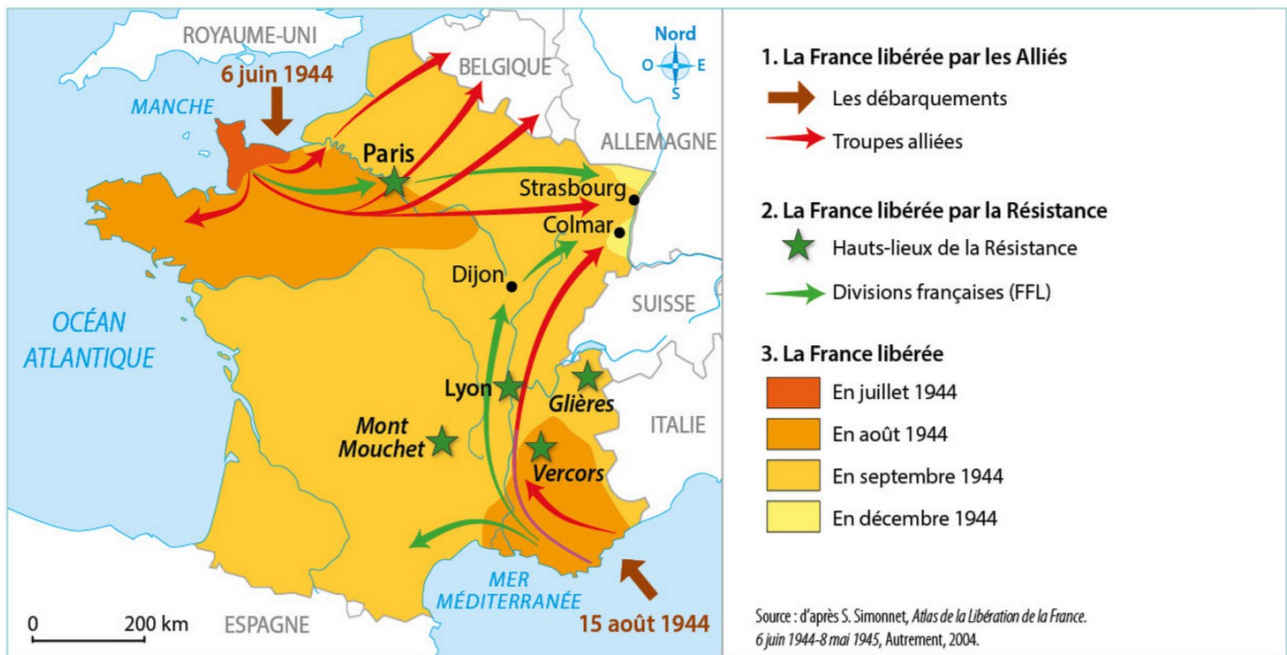 ROYAUME-UNI
6 juin 1944
MANCHE
BELGIQUE
Nord
O
E
S
ALLEMAGNE
Paris
Strasbourg
Colmar
Dijon
SUISSE
OCÉAN
ATLANTIQUE
Lyon
Glières
ITALIE
Mont
Mouchet
Vercors
MER
MÉDITERRANÉE
ESPAGNE
15 août 1944
0
200 km
1. La France libérée par les Alliés
Les débarquements
Troupes alliées
2. La France libérée par la Résistance
Hauts-lieux de la Résistance
Divisions françaises (FFL)
3. La France libérée
En juillet 1944
En août 1944
En septembre 1944
En décembre 1944
Source : d'après S. Simonnet, Atlas de la Libération de la France.
6 juin 1944-8 mai 1945, Autrement, 2004.